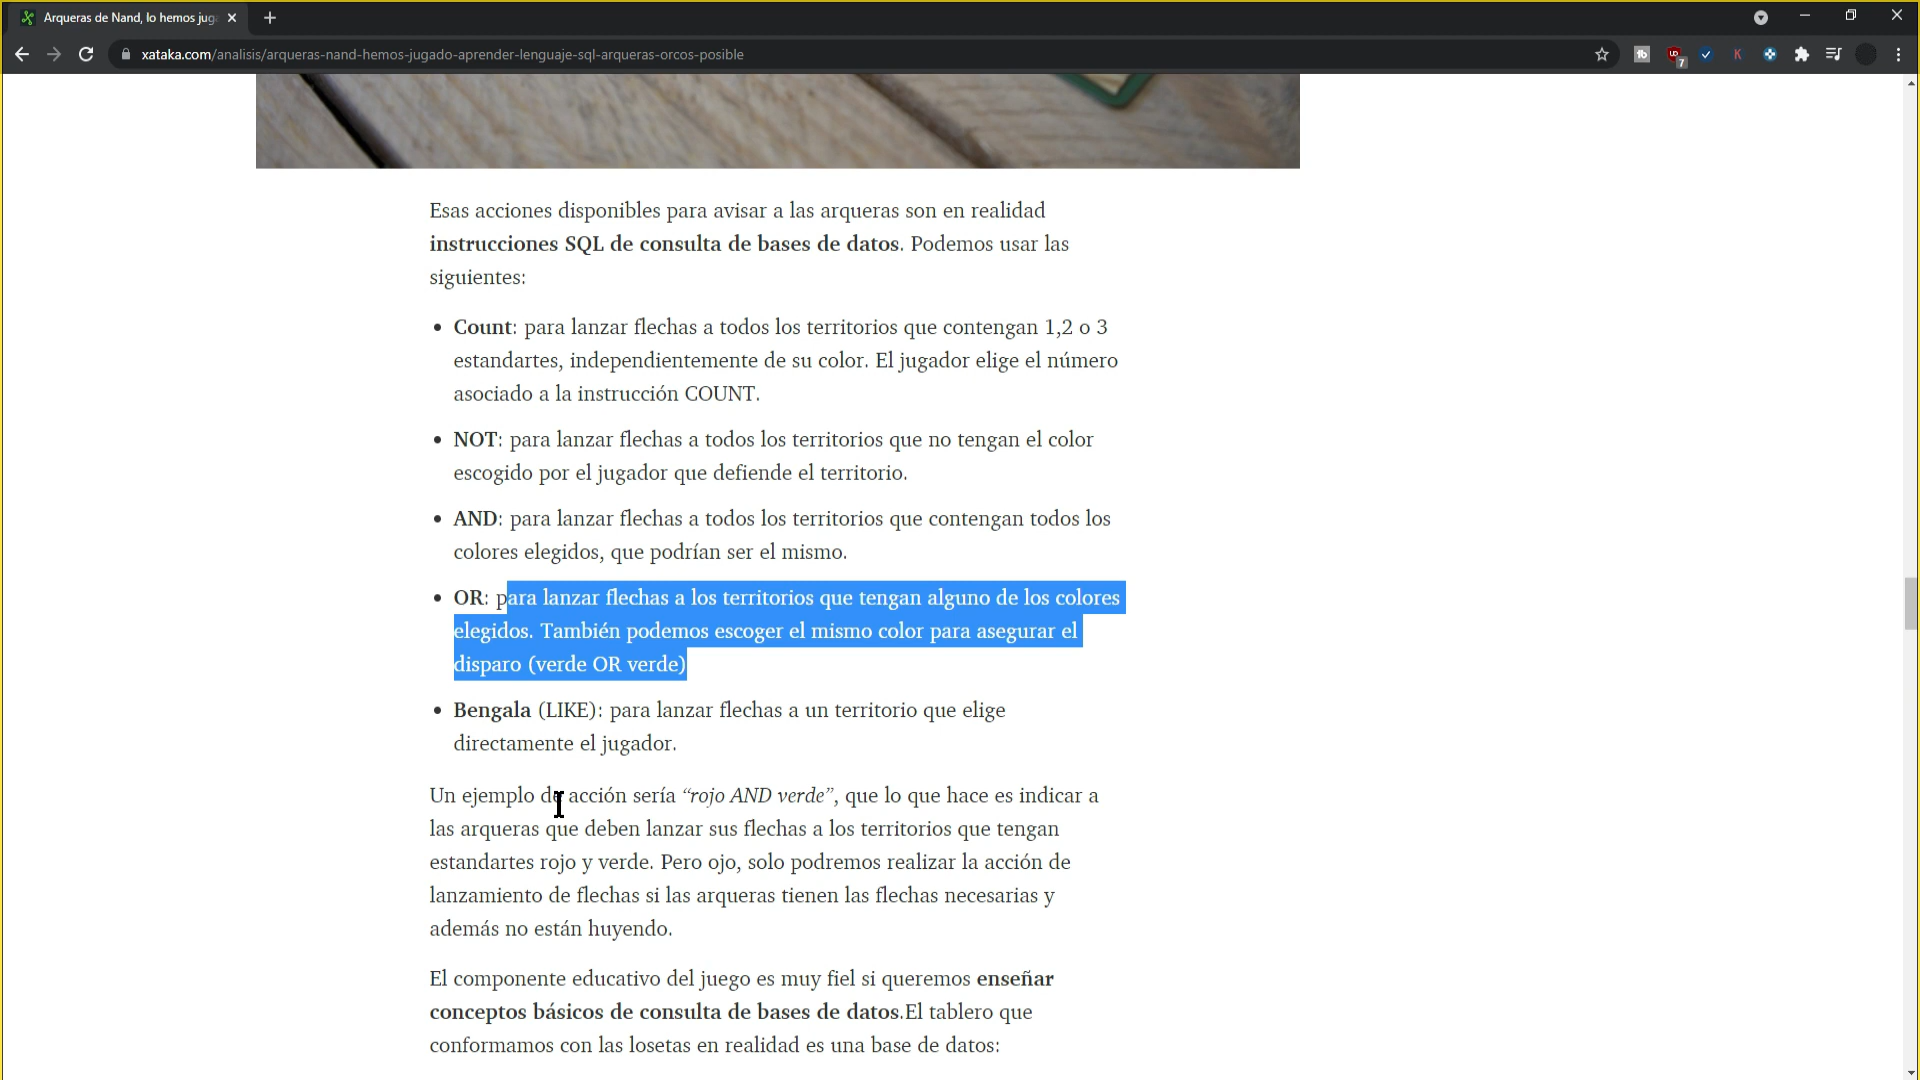 Arqueras de Nand, lo hemos jug
xataka.com/analisis/arqueras-nand-hemos-jugado-aprender-lenguaje-sql-arqueras-orcos-posible
7
Esas acciones disponibles para avisar a las arqueras son en realidad
instrucciones SQL de consulta de bases de datos. Podemos usar las
siguientes:
• Count: para lanzar flechas a todos los territorios que contengan 1,2 o 3
estandartes, independientemente de su color. El jugador elige el número
asociado a la instrucción COUNT.
• NOT: para lanzar flechas a todos los territorios que no tengan el color
escogido por el jugador que defiende el territorio.
• AND: para lanzar flechas a todos los territorios que contengan todos los
colores elegidos, que podrían ser el mismo.
• OR: para lanzar flechas a los territorios que tengan alguno de los colores
elegidos. También podemos escoger el mismo color para asegurar el
disparo (verde OR verde)
• Bengala (LIKE): para lanzar flechas a un territorio que elige
directamente el jugador.
Un ejemplo de acción sería “rojo AND verde”, que lo que hace es indicar a
las arqueras que deben lanzar sus flechas a los territorios que tengan
estandartes rojo y verde. Pero ojo, solo podremos realizar la acción de
lanzamiento de flechas si las arqueras tienen las flechas necesarias y
además no están huyendo.
El componente educativo del juego es muy fiel si queremos enseñar
conceptos básicos de consulta de bases de datos.El tablero que
conformamos con las losetas en realidad es una base de datos: